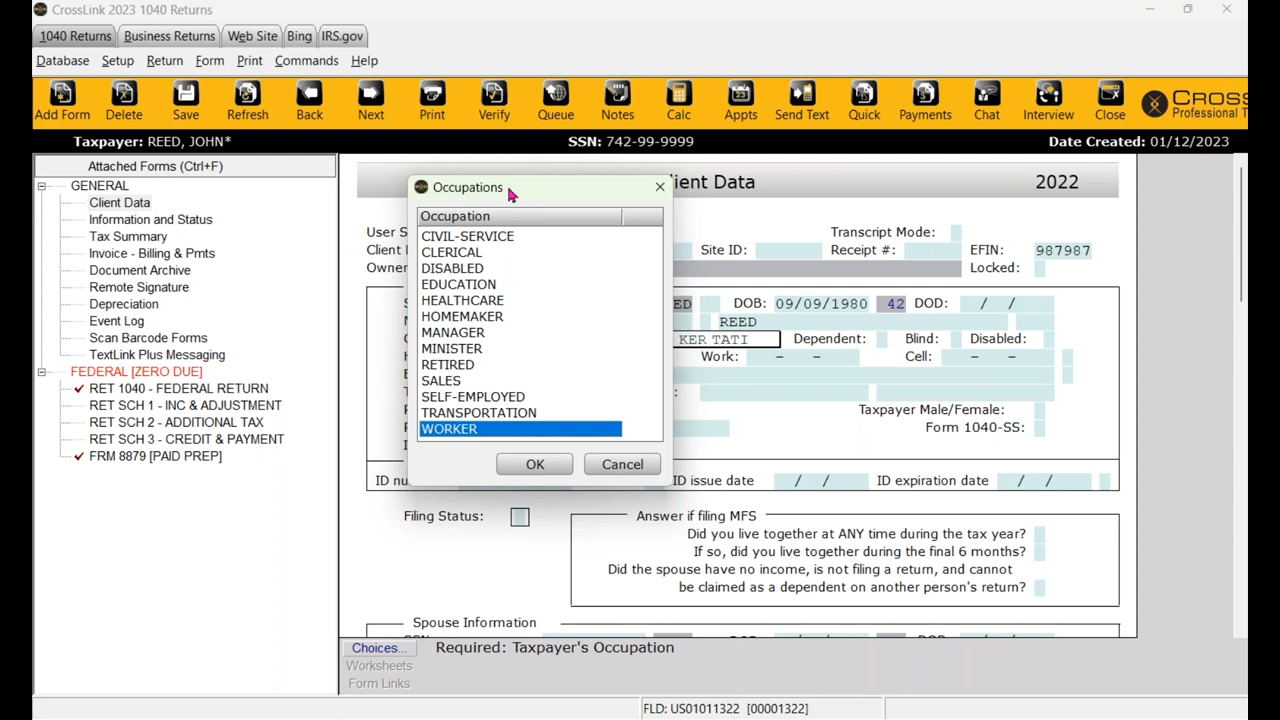 CrossLink 2023 1040 Returns
1040 Returns Business Returns Web Site Bing IRS.gov
Database Setup Return Form Print Commands Help
Add Form Delete Save Refresh Back Next Print Verify Queue Notes Calc Appts Send Text Quick Payments Chat Interview Close
CROSS
Professional T
Taxpayer: REED, JOHN* SSN: 742-99-9999 Date Created: 01/12/2023
Attached Forms (Ctrl+F)
GENERAL
Client Data
Information and Status
Tax Summary
Invoice - Billing & Pmts
Document Archive
Remote Signature
Depreciation
Event Log
Scan Barcode Forms
TextLink Plus Messaging
FEDERAL [ZERO DUE]
RET 1040 - FEDERAL RETURN
RET SCH 1 - INC & ADJUSTMENT
RET SCH 2 - ADDITIONAL TAX
RET SCH 3 - CREDIT & PAYMENT
FRM 8879 [PAID PREP]
Occupations
Occupation
CIVIL-SERVICE
CLERICAL
DISABLED
EDUCATION
HEALTHCARE
HOMEMAKER
MANAGER
MINISTER
RETIRED
SALES
SELF-EMPLOYED
TRANSPORTATION
WORKER
OK Cancel
ient Data 2022
User S Transcript Mode:
Client Site ID: Receipt #: EFIN: 987987
Owne Locked:
ED DOB: 09/09/1980 42 DOD: / /
REED
KER TATI Dependent: Blind: Disabled:
Work: - - Cell: - -
Taxpayer Male/Female:
Form 1040-SS:
ID nu ID issue date / / ID expiration date / /
Filing Status: Answer if filing MFS
Did you live together at ANY time during the tax year?
If so, did you live together during the final 6 months?
Did the spouse have no income, is not filing a return, and cannot
be claimed as a dependent on another person's return?
Spouse Information
Choices... Required: Taxpayer's Occupation
Worksheets
Form Links
FLD: US01011322 [00001322]